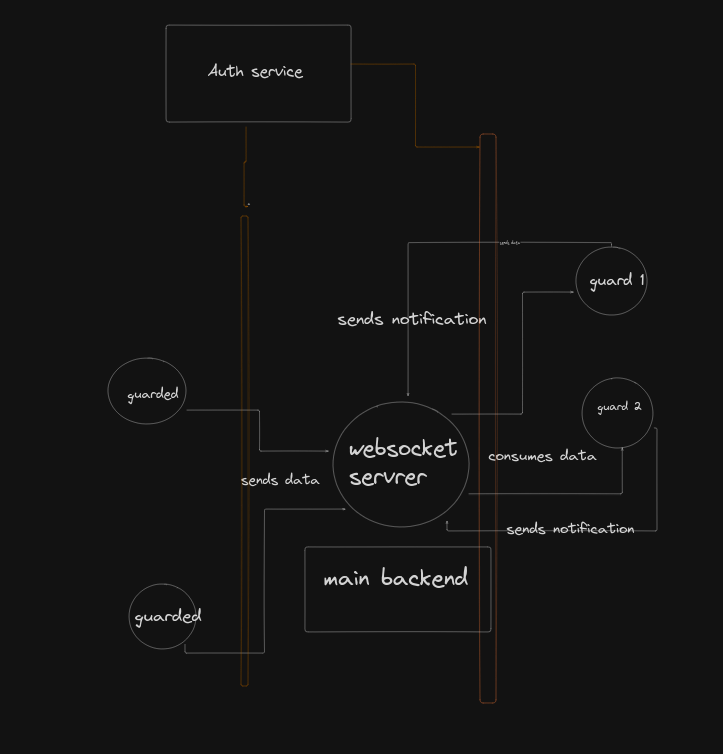 Auth service
sends notification
guard 1
guarded
guard 2
websocket
servrer
consumes data
sends data
sends notification
main backend
guarded